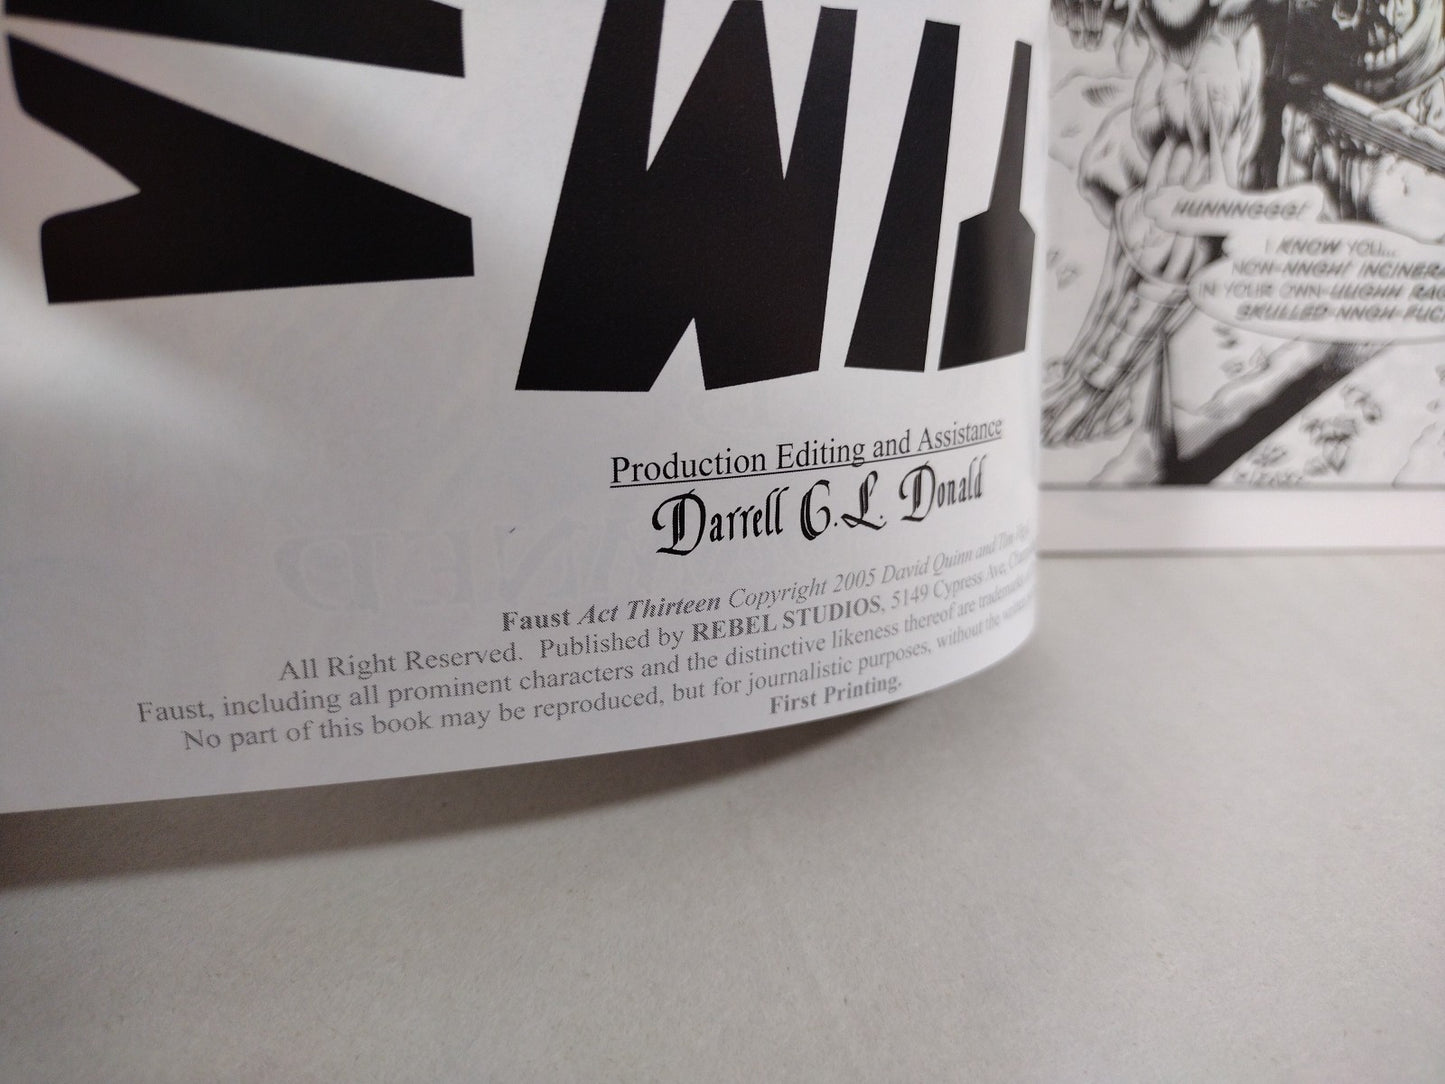 TIM
Production Editing and Assistance
Darrell G.L. Donald
Faust Act Thirteen Copyright 2005 David Quinn and Tim
All Right Reserved. Published by REBEL STUDIOS, 5149 Cypress Ave,
Faust, including all prominent characters and the distinctive likeness thereof are trademarks
No part of this book may be reproduced, but for journalistic purposes, without the
First Printing.
HUNNNGGG!
I KNOW YOU...
NOW-NNGH! INCINERA
IN YOUR OWN-UUGHH
SKULLED-NNGH-FUC